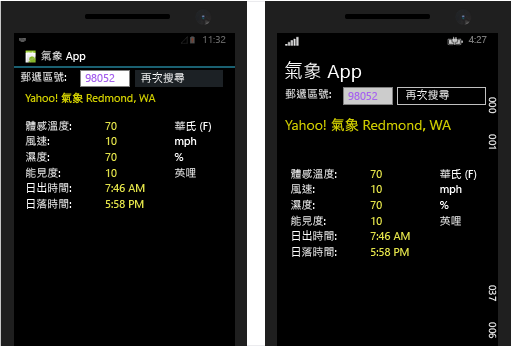 11:32
氣象 App
郵遞區號: 98052 再次搜尋
Yahoo! 氣象 Redmond, WA
體感溫度: 70 華氏 (F)
風速: 10 mph
濕度: 70 %
能見度: 10 英哩
日出時間: 7:46 AM
日落時間: 5:58 PM
4:27
氣象 App
郵遞區號: 98052 再次搜尋
Yahoo! 氣象 Redmond, WA
體感溫度: 70 華氏 (F)
風速: 10 mph
濕度: 70 %
能見度: 10 英哩
日出時間: 7:46 AM
日落時間: 5:58 PM
000
001
037
006